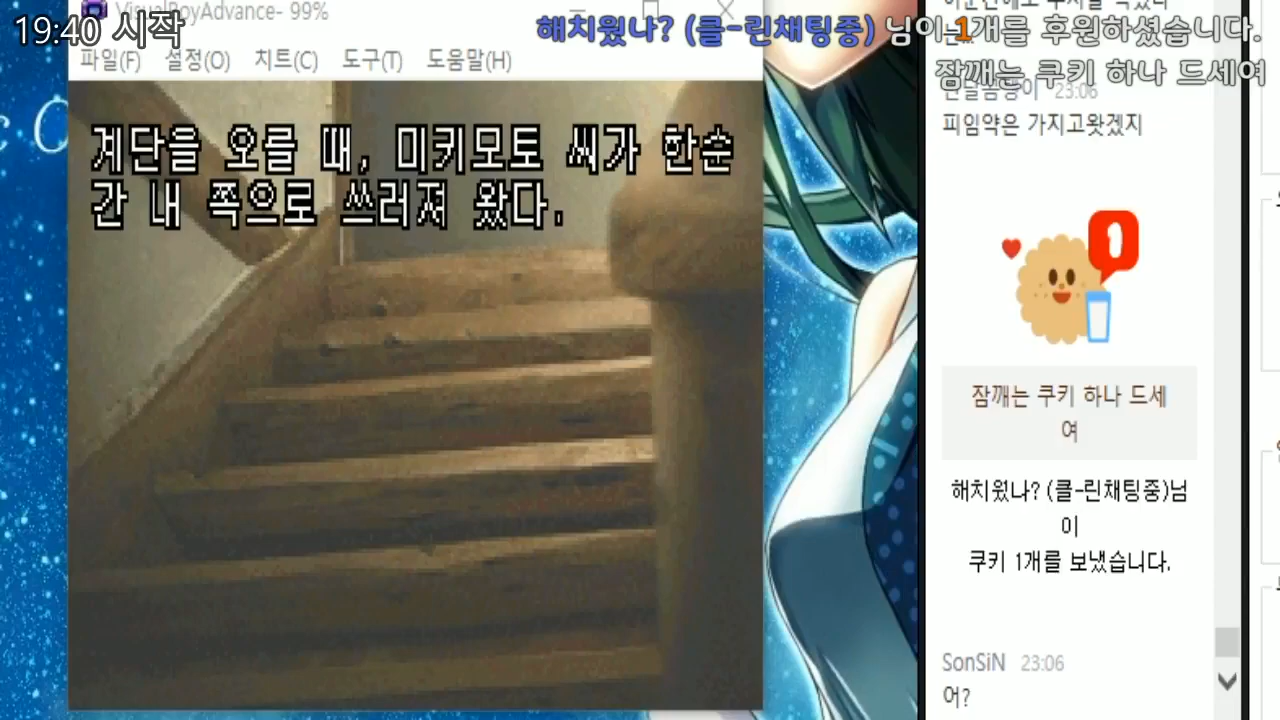 19:40 시작
VisualBoyAdvance- 99%
파일(F) 설정(O) 치트(C) 도구(T) 도움말(H)
해치웠나? (클-린채팅중) 님이 1개를 후원하셨습니다.
잠깨는 쿠키 하나 드세여
계단을 오를 때, 미키모토 씨가 한순
간 내 쪽으로 쓰러져 왔다.
23:06
피임약은 가지고왓겠지
잠깨는 쿠키 하나 드세
여
해치웠나? (클-린채팅중)님
이
쿠키 1개를 보냈습니다.
SonSiN 23:06
어?